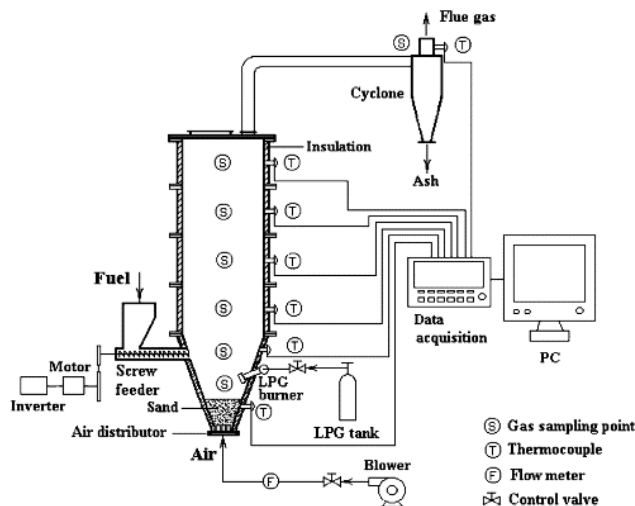 Flue gas
S
T
Cyclone
Insulation
Ash
S
T
S
T
S
T
S
T
S
T
S
Fuel
Data
acquisition
PC
Motor
Screw
feeder
Inverter
LPG
burner
LPG tank
Sand
T
Air distributor
Air
Blower
F
S Gas sampling point
T Thermocouple
F Flow meter
Control valve